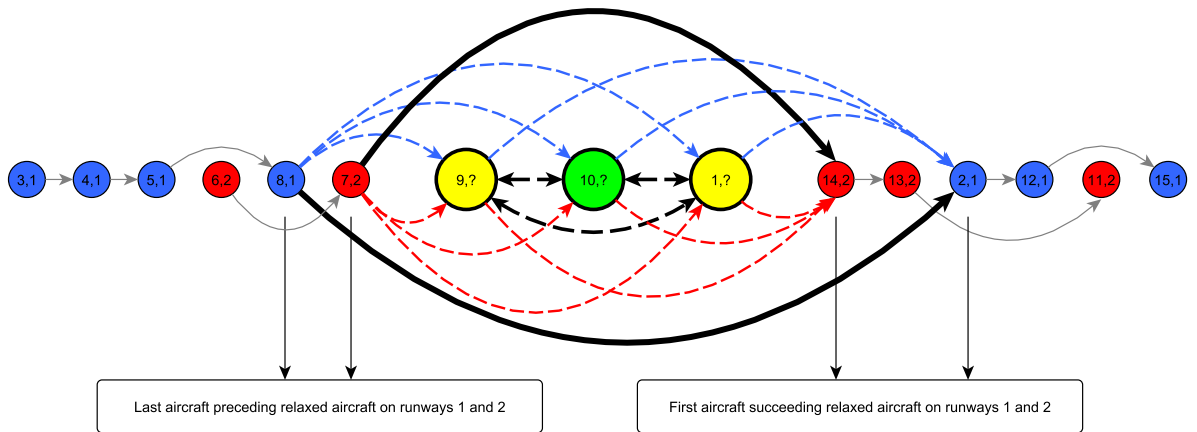 3,1 4,1 5,1 6,2 8,1 7,2 9,? 10,? 1,? 14,2 13,2 2,1 12,1 11,2 15,1
Last aircraft preceding relaxed aircraft on runways 1 and 2
First aircraft succeeding relaxed aircraft on runways 1 and 2